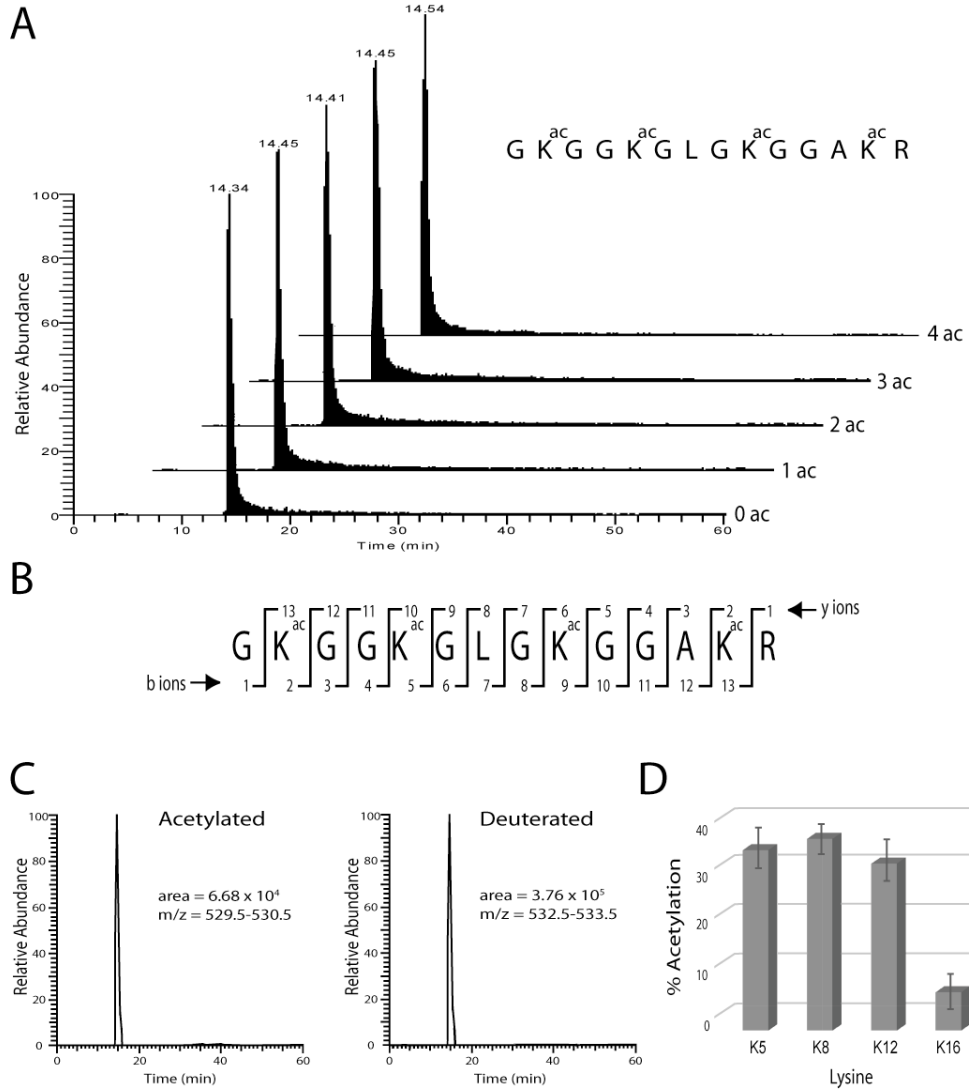 A
14.54
14.45
14.41
14.45
14.34
ac ac ac ac
G K G G K G L G K G G A K R
100
80
60
40
20
0
Relative Abundance
4 ac
3 ac
2 ac
1 ac
0 ac
0 10 20 30 40 50 60
Time (min)
B
13 12 11 10 9 8 7 6 5 4 3 2 1
y ions
ac ac ac ac
G K G G K G L G K G G A K R
b ions
1 2 3 4 5 6 7 8 9 10 11 12 13
C
100
80
60
40
20
0
Relative Abundance
Acetylated
area = 6.68 x 10⁴
m/z = 529.5-530.5
0 20 40 60
Time (min)
100
80
60
40
20
0
Relative Abundance
Deuterated
area = 3.76 x 10⁵
m/z = 532.5-533.5
0 20 40 60
Time (min)
D
40
30
20
10
0
% Acetylation
K5 K8 K12 K16
Lysine